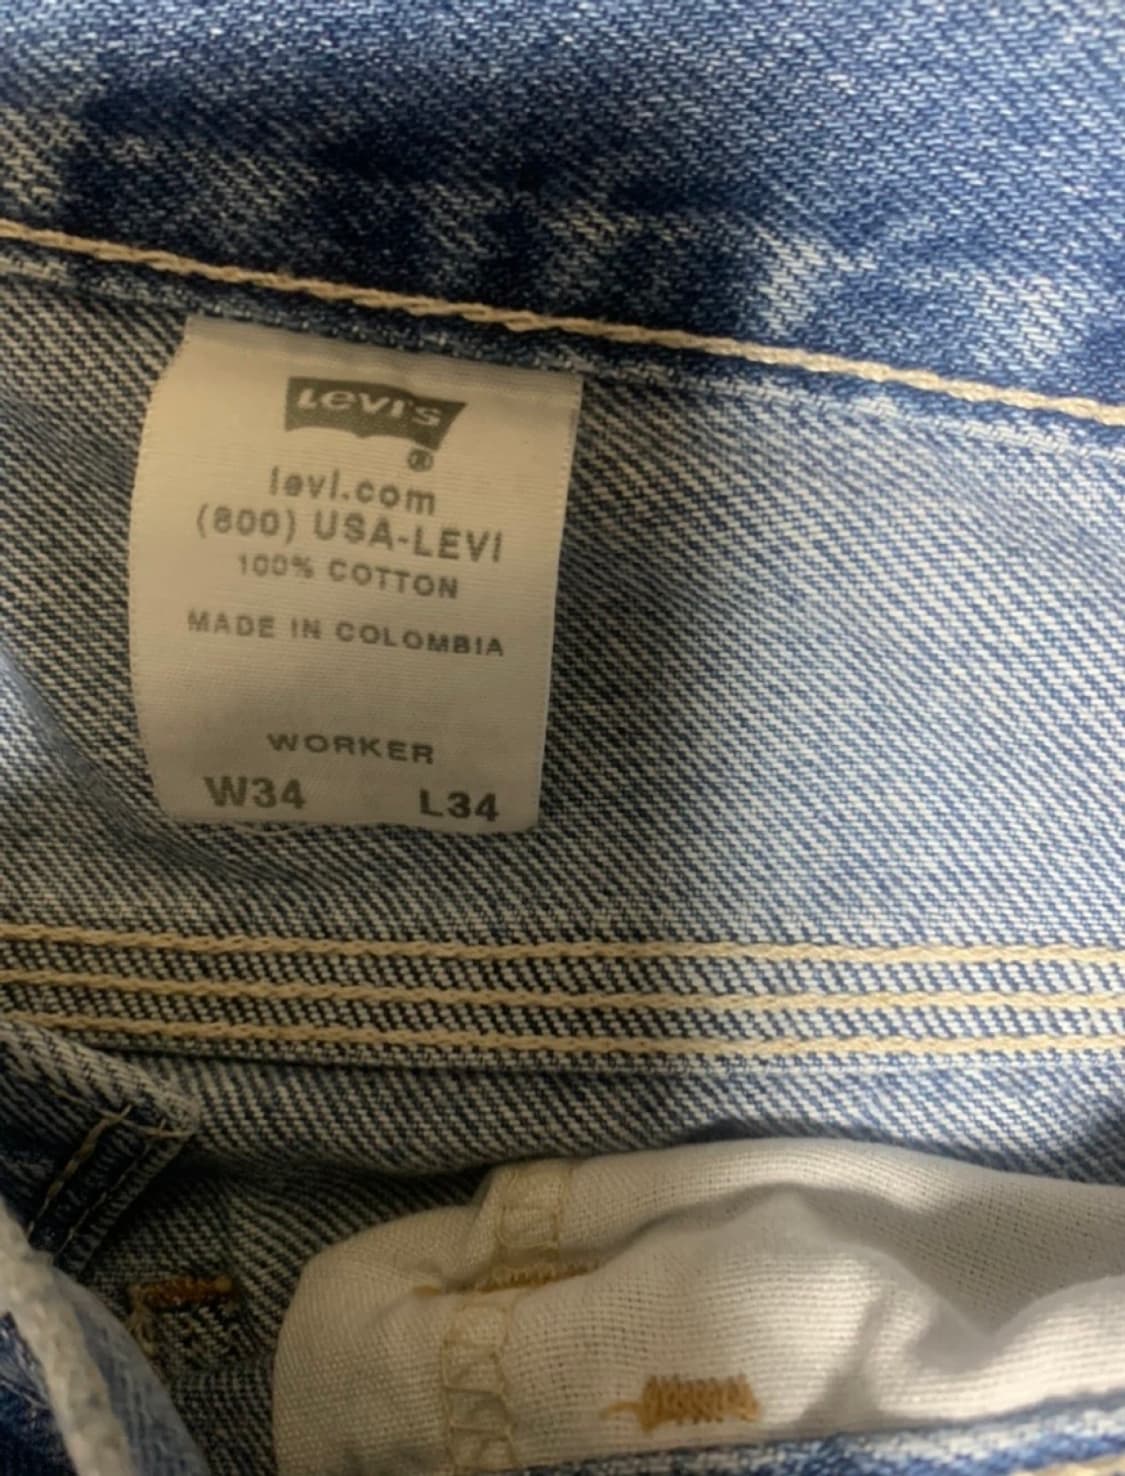 LEVI'S
®
levi.com
(800) USA-LEVI
100% COTTON
MADE IN COLOMBIA
WORKER
W34 L34